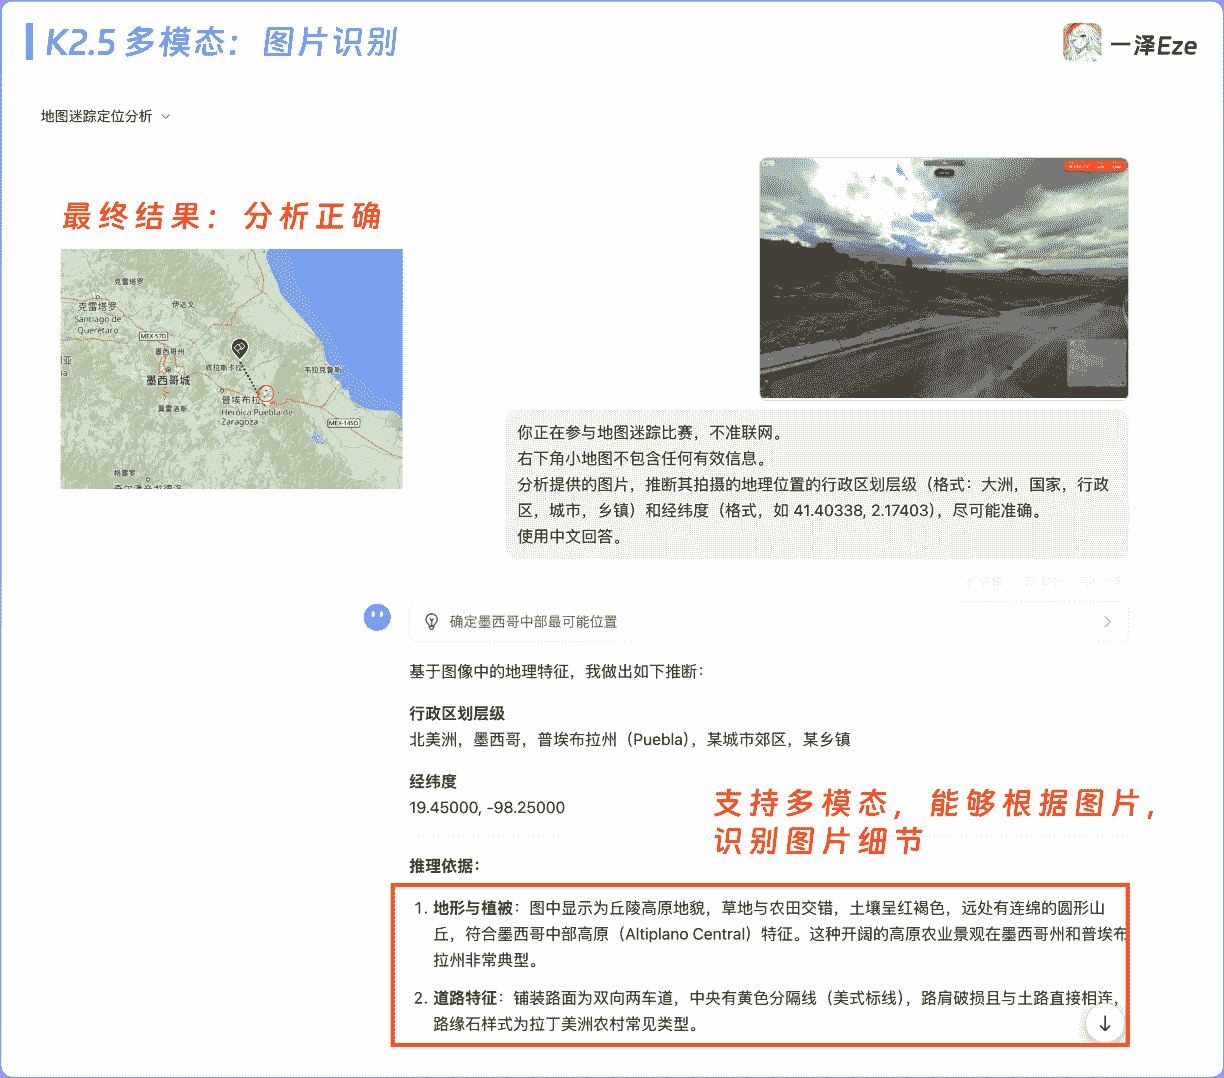 K2.5 多模态：图片识别
一泽Eze
地图迷踪定位分析
最终结果：分析正确
克雷塔罗
克雷塔罗
Santiago de
Querétaro
伊达戈
MEX-57D
墨西哥州
墨西哥城
底拉斯卡拉
韦拉克鲁斯
普埃布拉
Heróica Puebla de
Zaragoza
莫雷洛斯
MEX-145D
格雷罗
你正在参与地图迷踪比赛，不准联网。
右下角小地图不包含任何有效信息。
分析提供的图片，推断其拍摄的地理位置的行政区划层级（格式：大洲，国家，行政
区，城市，乡镇）和经纬度（格式，如 41.40338, 2.17403），尽可能准确。
使用中文回答。
确定墨西哥中部最可能位置
基于图像中的地理特征，我做出如下推断：
行政区划层级
北美洲，墨西哥，普埃布拉州（Puebla），某城市郊区，某乡镇
经纬度
19.45000, -98.25000
支持多模态，能够根据图片，
识别图片细节
推理依据：
1. 地形与植被：图中显示为丘陵高原地貌，草地与农田交错，土壤呈红褐色，远处有连绵的圆形山
丘，符合墨西哥中部高原（Altiplano Central）特征。这种开阔的高原农业景观在墨西哥州和普埃布
拉州非常典型。
2. 道路特征：铺装路面为双向两车道，中央有黄色分隔线（美式标线），路肩破损且与土路直接相连，
路缘石样式为拉丁美洲农村常见类型。